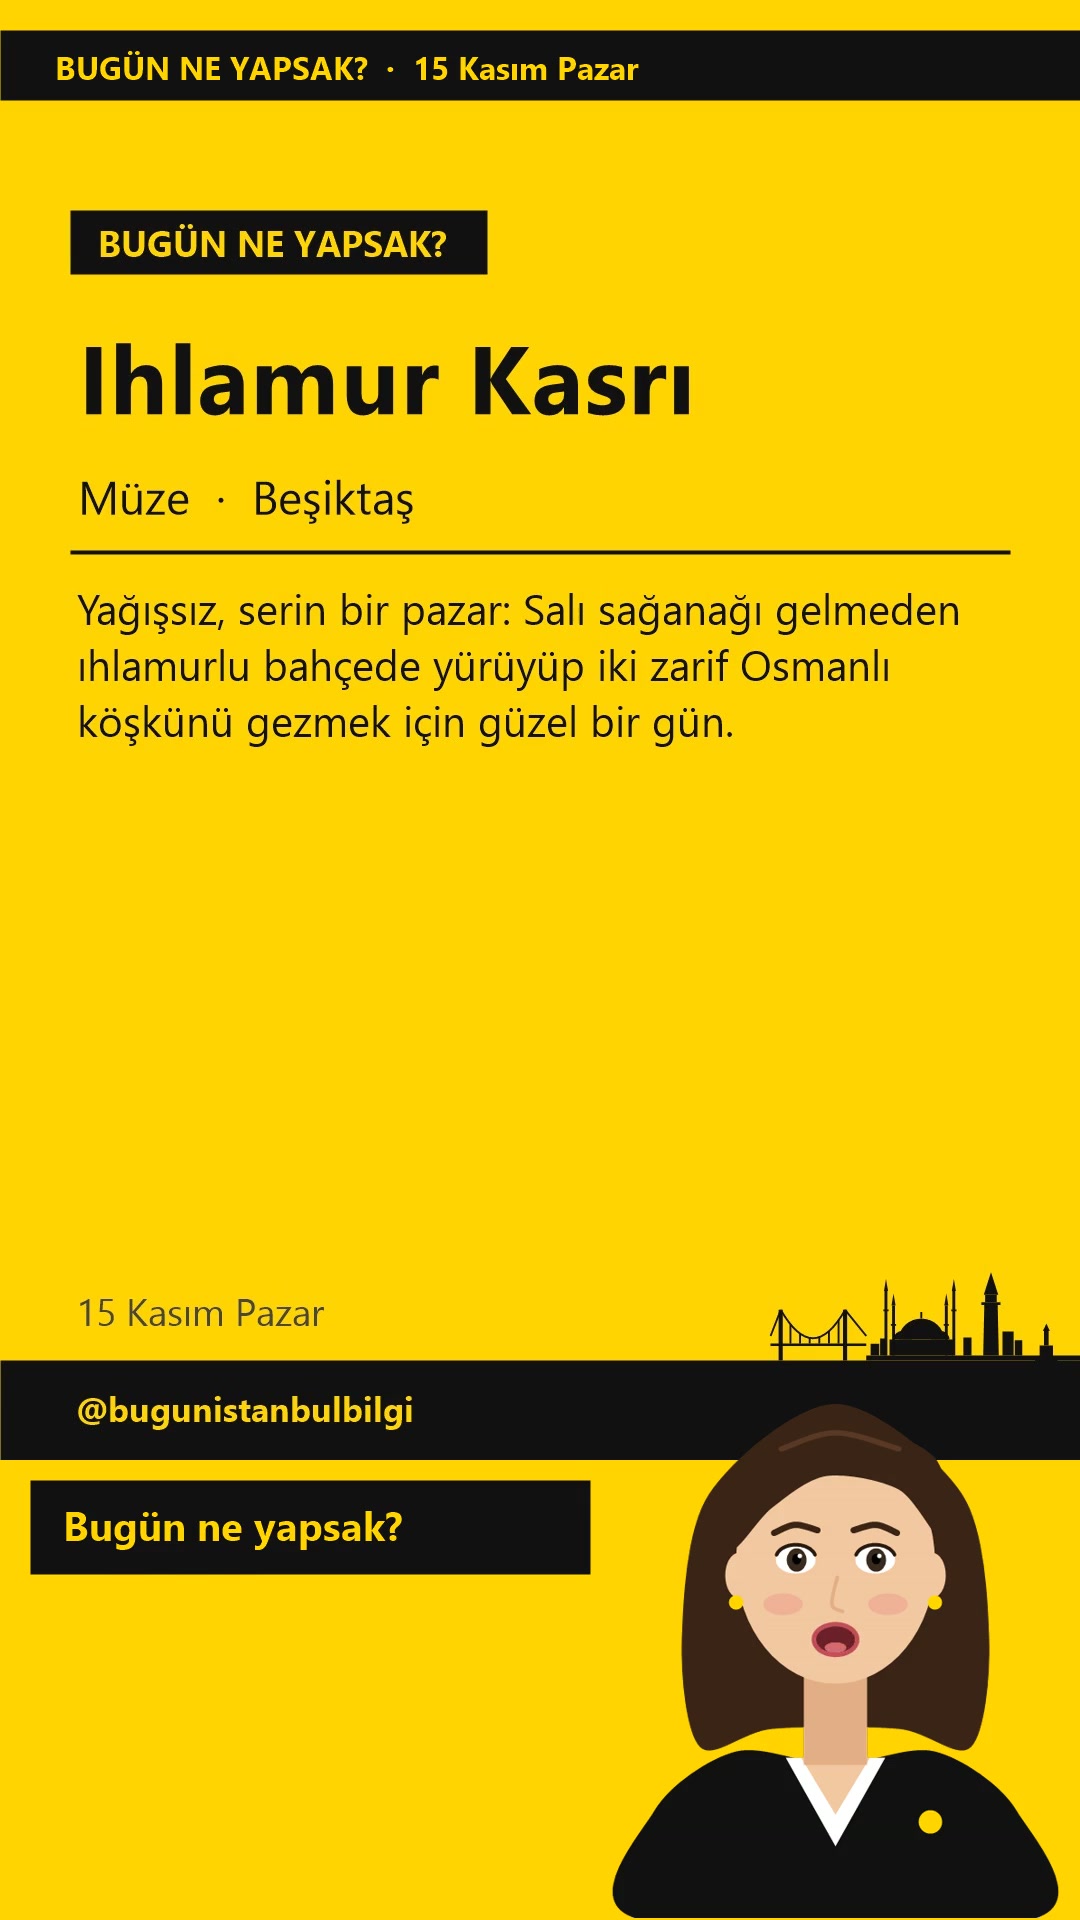 BUGÜN NE YAPSAK? · 15 Kasım Pazar
BUGÜN NE YAPSAK?
Ihlamur Kasrı
Müze · Beşiktaş
Yağışsız, serin bir pazar: Salı sağanağı gelmeden
ıhlamurlu bahçede yürüyüp iki zarif Osmanlı
köşkünü gezmek için güzel bir gün.
15 Kasım Pazar
@bugunistanbulbilgi
Bugün ne yapsak?